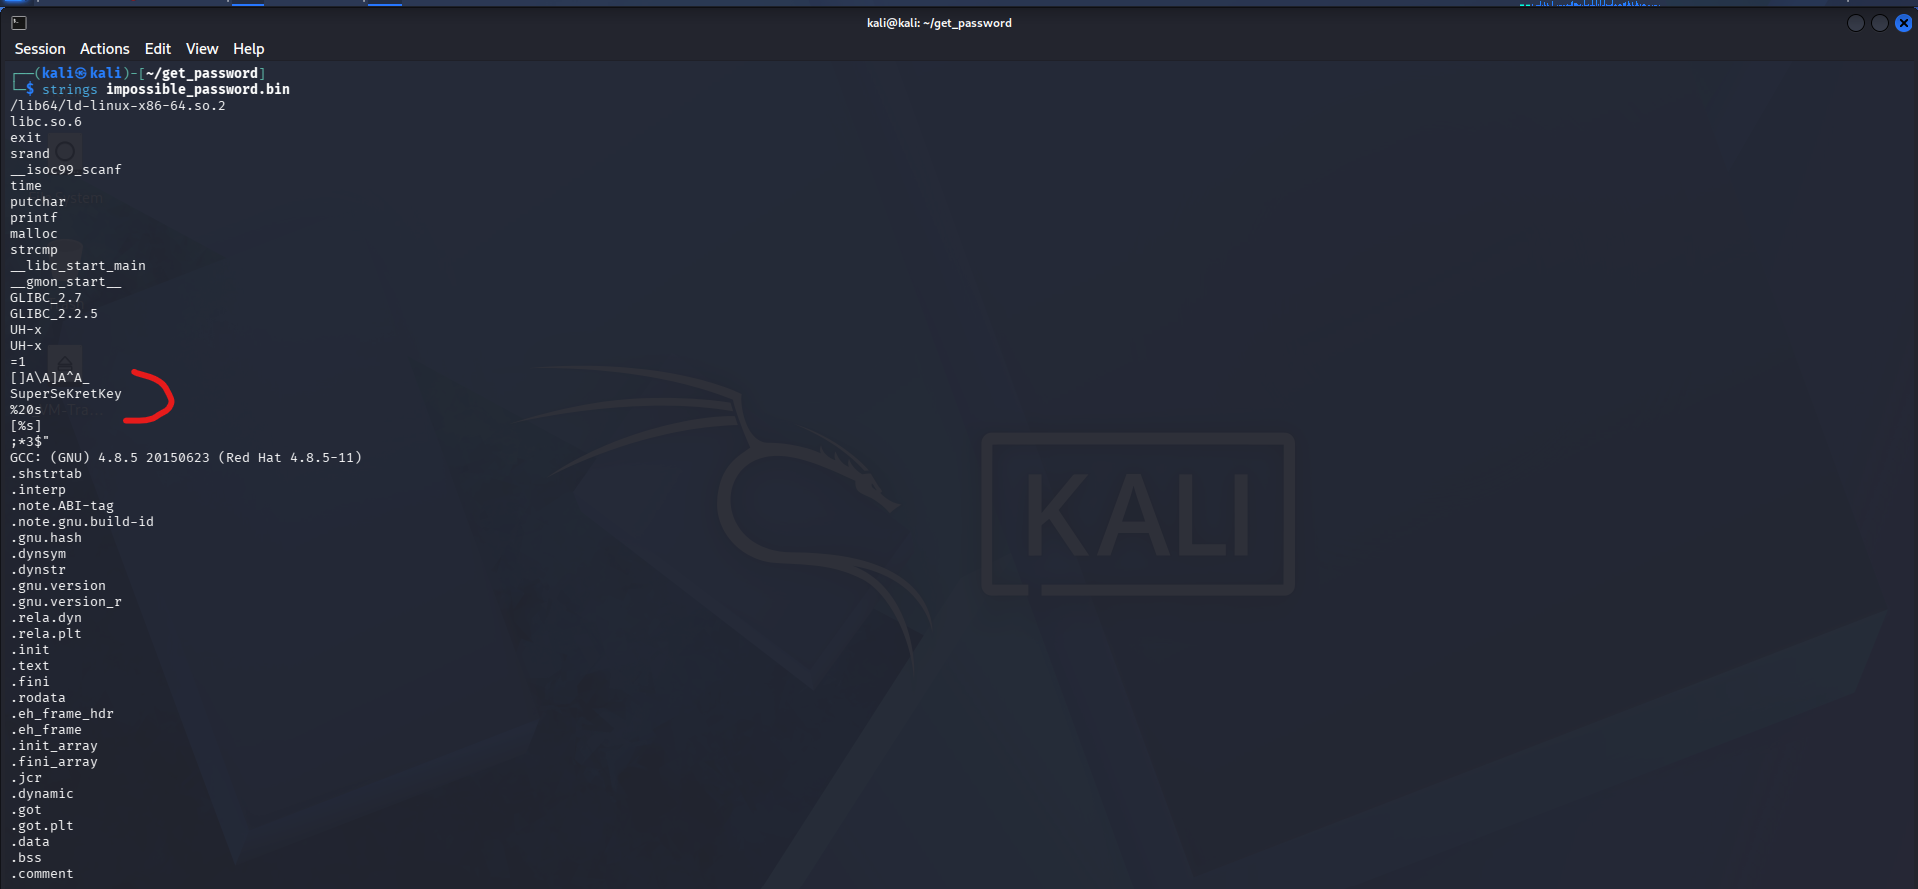 kali@kali: ~/get_password
Session Actions Edit View Help
┌──(kali㉿kali)-[~/get_password]
└─$ strings impossible_password.bin
/lib64/ld-linux-x86-64.so.2
libc.so.6
exit
srand
__isoc99_scanf
time
putchar
printf
malloc
strcmp
__libc_start_main
__gmon_start__
GLIBC_2.7
GLIBC_2.2.5
UH-x
UH-x
=1
[]A\A]A^A_
SuperSeKretKey
%20s
[%s]
;*3$"
GCC: (GNU) 4.8.5 20150623 (Red Hat 4.8.5-11)
.shstrtab
.interp
.note.ABI-tag
.note.gnu.build-id
.gnu.hash
.dynsym
.dynstr
.gnu.version
.gnu.version_r
.rela.dyn
.rela.plt
.init
.text
.fini
.rodata
.eh_frame_hdr
.eh_frame
.init_array
.fini_array
.jcr
.dynamic
.got
.got.plt
.data
.bss
.comment
KALI